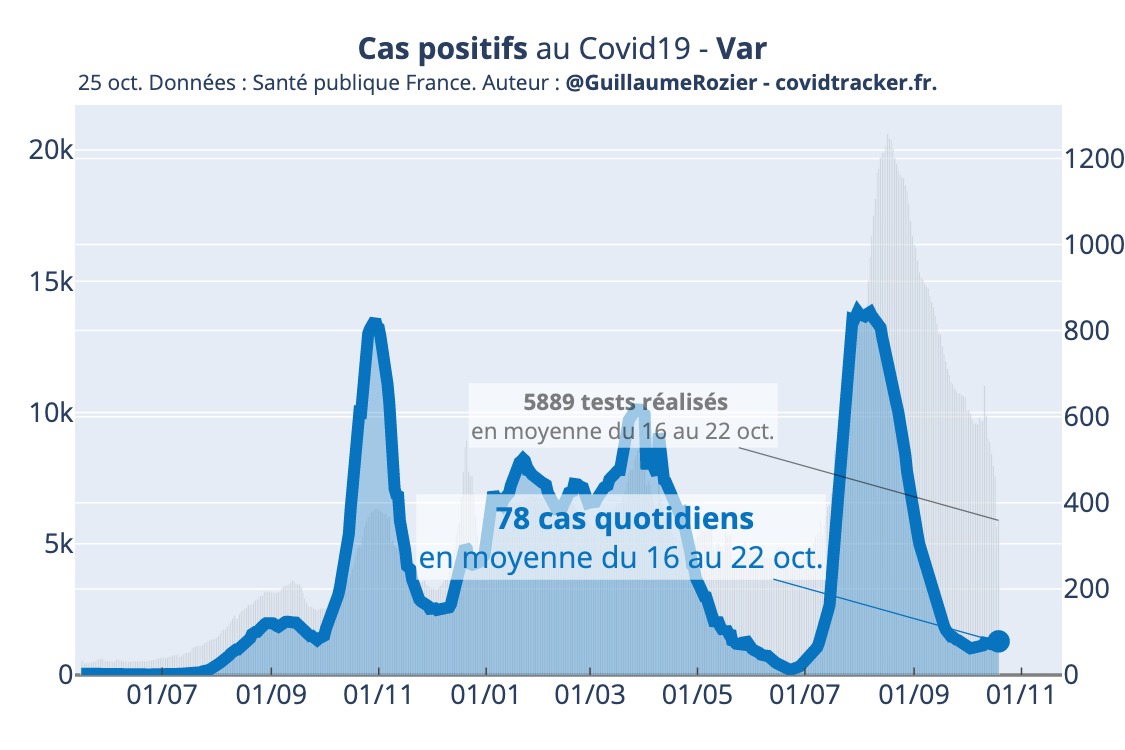 Cas positifs au Covid19 - Var
25 oct. Données : Santé publique France. Auteur : @GuillaumeRozier - covidtracker.fr.
20k
1200
1000
15k
800
10k
600
5889 tests réalisés
en moyenne du 16 au 22 oct.
400
78 cas quotidiens
5k
en moyenne du 16 au 22 oct.
200
0
0
01/07 01/09 01/11 01/01 01/03 01/05 01/07 01/09 01/11